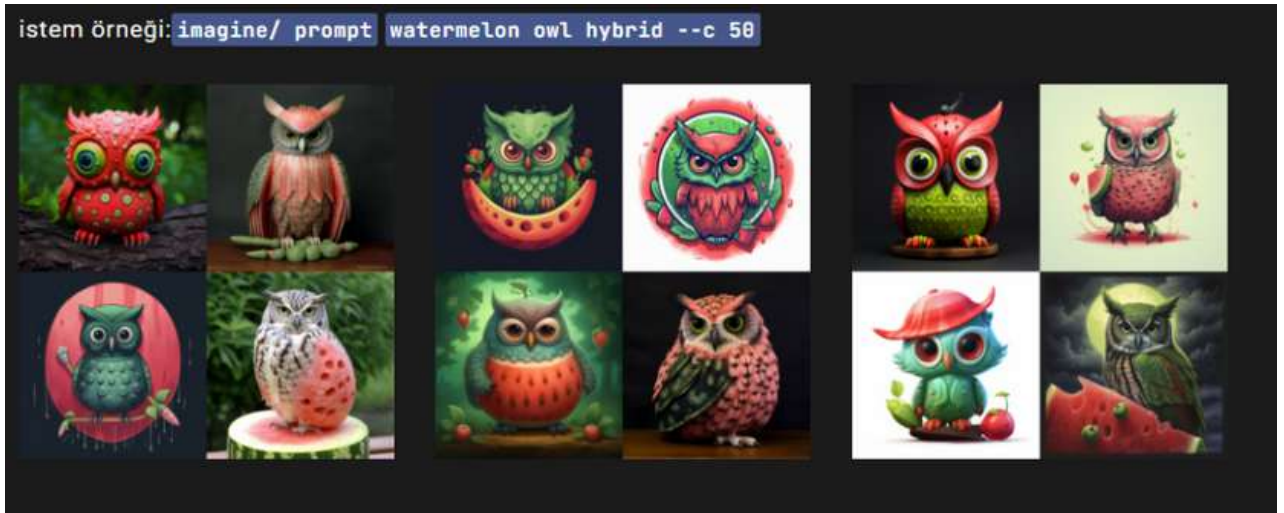 istem örneği: imagine/ prompt watermelon owl hybrid --c 50